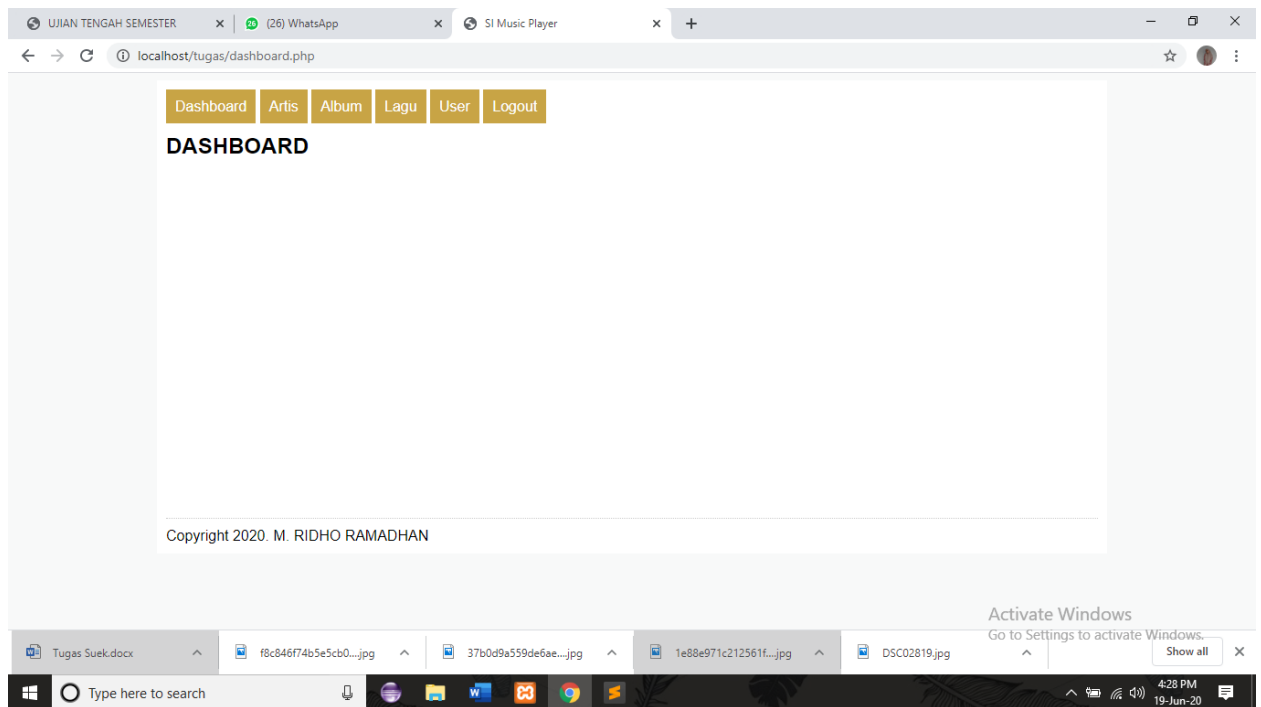 UJIAN TENGAH SEMESTER
26 (26) WhatsApp
SI Music Player
localhost/tugas/dashboard.php
Dashboard Artis Album Lagu User Logout
DASHBOARD
Copyright 2020. M. RIDHO RAMADHAN
Activate Windows
Go to Settings to activate Windows.
Tugas Suek.docx
f8c846f74b5e5cb0....jpg
37b0d9a559de6ae....jpg
1e88e971c212561f....jpg
DSC02819.jpg
Show all
Type here to search
4:28 PM
19-Jun-20